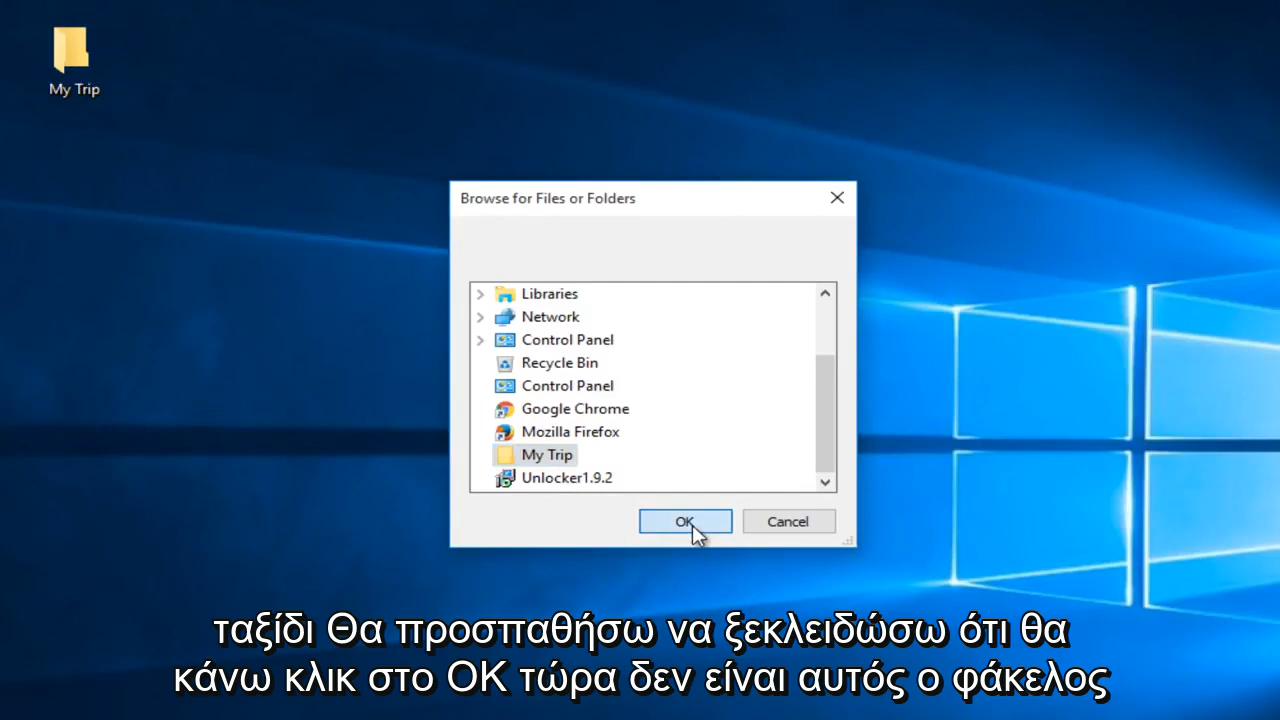 My Trip
Browse for Files or Folders
Libraries
Network
Control Panel
Recycle Bin
Control Panel
Google Chrome
Mozilla Firefox
My Trip
Unlocker1.9.2
OK
Cancel
ταξίδι Θα προσπαθήσω να ξεκλειδώσω ότι θα
κάνω κλικ στο ΟΚ τώρα δεν είναι αυτός ο φάκελος